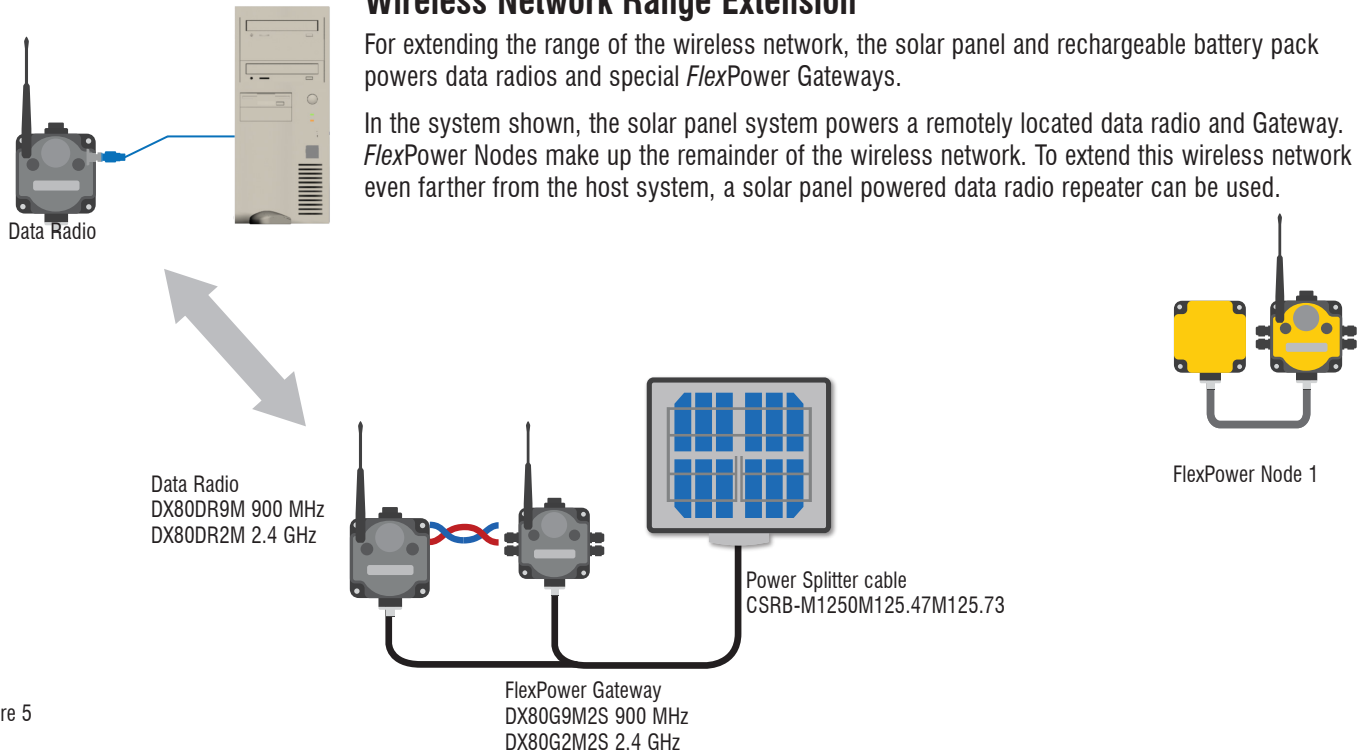 Wireless Network Range Extension
For extending the range of the wireless network, the solar panel and rechargeable battery pack
powers data radios and special FlexPower Gateways.
In the system shown, the solar panel system powers a remotely located data radio and Gateway.
FlexPower Nodes make up the remainder of the wireless network. To extend this wireless network
even farther from the host system, a solar panel powered data radio repeater can be used.
Data Radio
FlexPower Node 1
Data Radio
DX80DR9M 900 MHz
DX80DR2M 2.4 GHz
Power Splitter cable
CSRB-M1250M125.47M125.73
FlexPower Gateway
DX80G9M2S 900 MHz
DX80G2M2S 2.4 GHz
re 5